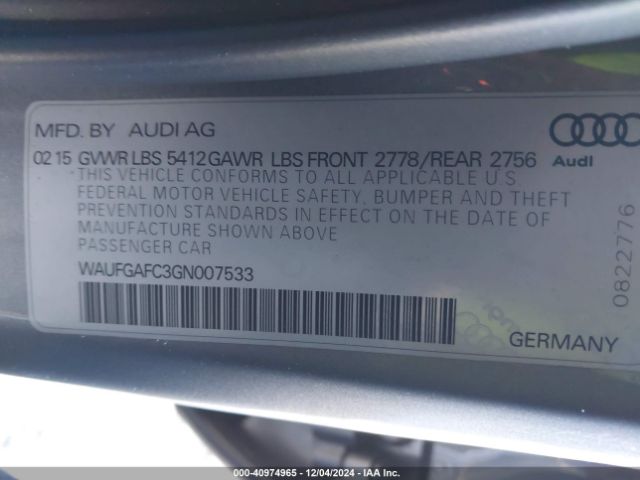 MFD. BY AUDI AG
02 15 GVWR LBS 5412 GAWR LBS FRONT 2778/REAR 2756
Audi
THIS VEHICLE CONFORMS TO ALL APPLICABLE U.S.
FEDERAL MOTOR VEHICLE SAFETY, BUMPER AND THEFT
PREVENTION STANDARDS IN EFFECT ON THE DATE OF
MANUFACTURE SHOWN ABOVE
PASSENGER CAR
WAUFGAFC3GN007533
0822776
GERMANY
000-40974965 - 12/04/2024 - IAAI.com